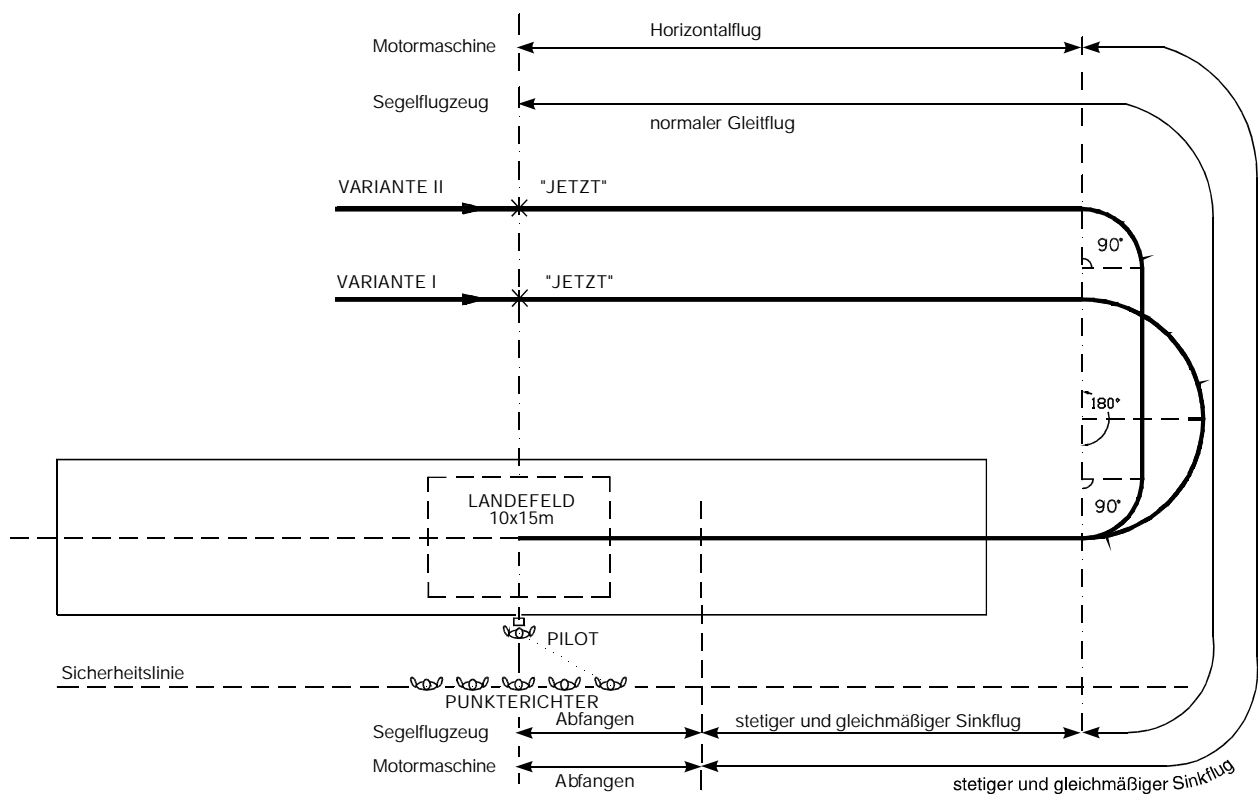 Motormaschine
Horizontalflug
Segelflugzeug
normaler Gleitflug
VARIANTE II
"JETZT"
90°
VARIANTE I
"JETZT"
180°
LANDEFELD
10x15m
90°
PILOT
Sicherheitslinie
PUNKTERICHTER
Segelflugzeug
Abfangen
stetiger und gleichmäßiger Sinkflug
Motormaschine
Abfangen
stetiger und gleichmäßiger Sinkflug